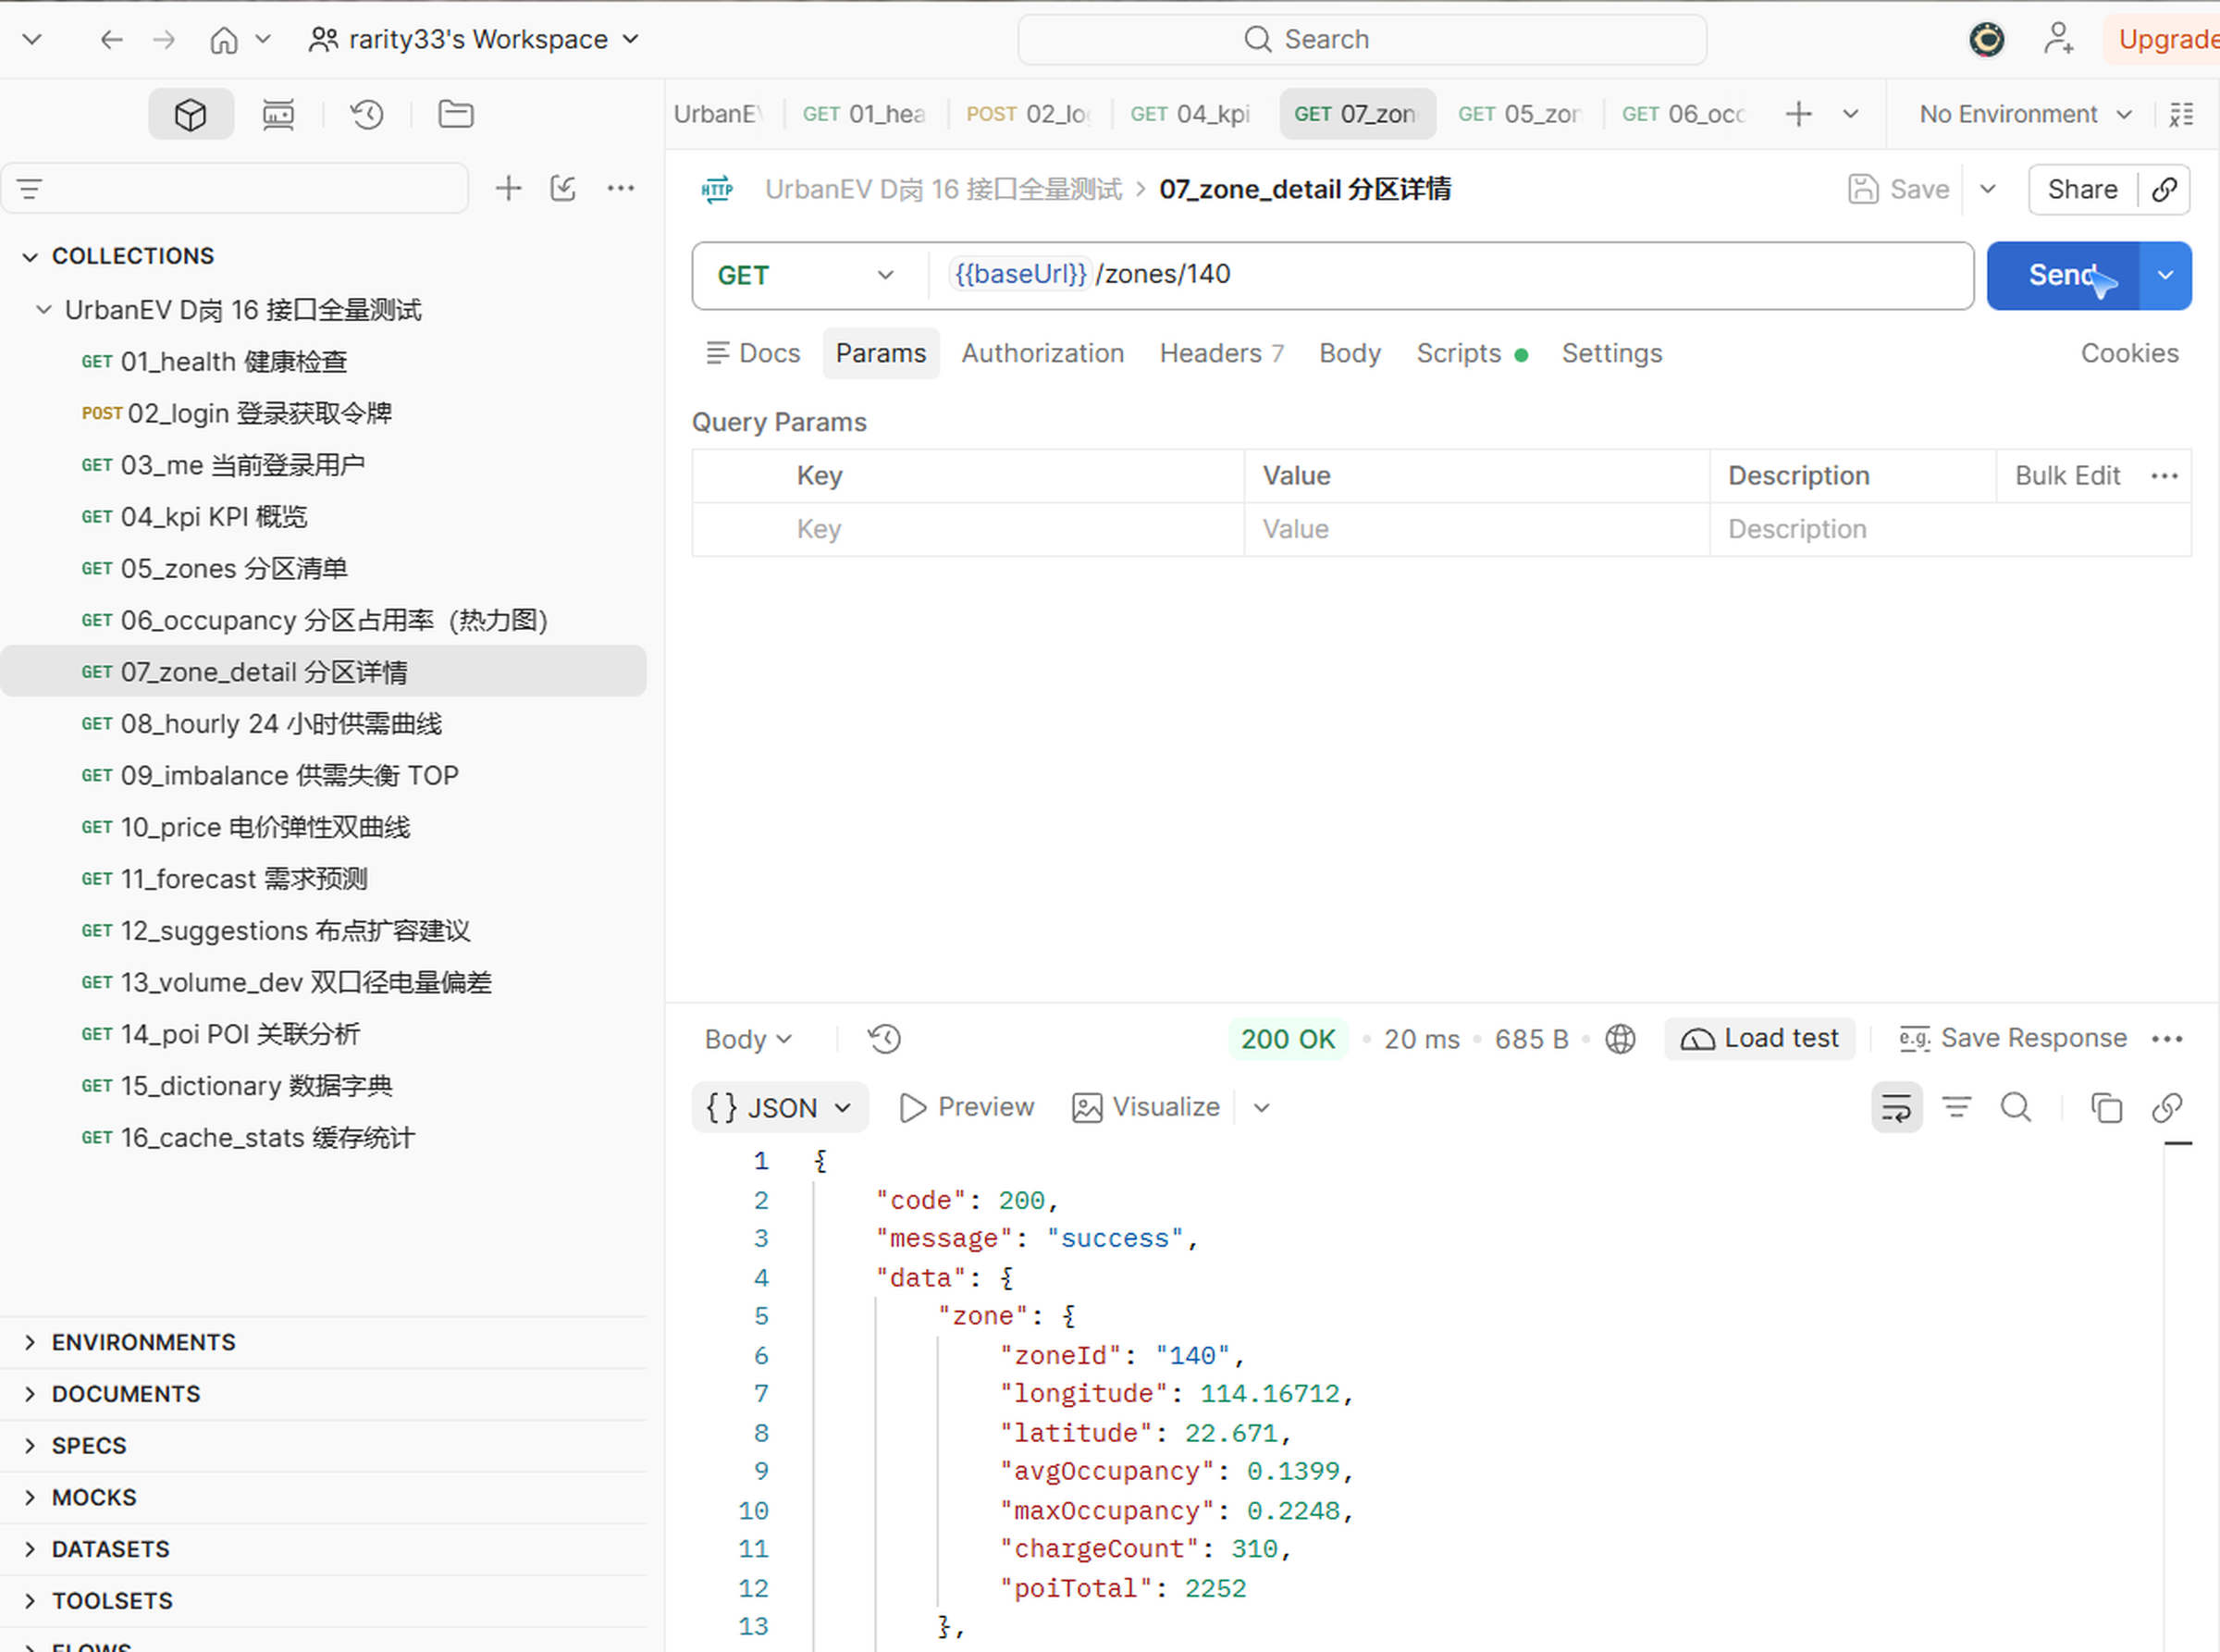 rarity33's Workspace
Search
Upgrade
UrbanEV
GET 01_hea
POST 02_lo
GET 04_kpi
GET 07_zon
GET 05_zor
GET 06_occ
No Environment
HTTP
UrbanEV D岗 16 接口全量测试 > 07_zone_detail 分区详情
Save
Share
COLLECTIONS
UrbanEV D岗 16 接口全量测试
GET 01_health 健康检查
POST 02_login 登录获取令牌
GET 03_me 当前登录用户
GET 04_kpi KPI 概览
GET 05_zones 分区清单
GET 06_occupancy 分区占用率 (热力图)
GET 07_zone_detail 分区详情
GET 08_hourly 24 小时供需曲线
GET 09_imbalance 供需失衡 TOP
GET 10_price 电价弹性双曲线
GET 11_forecast 需求预测
GET 12_suggestions 布点扩容建议
GET 13_volume_dev 双口径电量偏差
GET 14_poi POI 关联分析
GET 15_dictionary 数据字典
GET 16_cache_stats 缓存统计
ENVIRONMENTS
DOCUMENTS
SPECS
MOCKS
DATASETS
TOOLSETS
FLOWS
GET
{{baseUrl}}/zones/140
Send
Docs
Params
Authorization
Headers 7
Body
Scripts
Settings
Cookies
Query Params
Key Value Description Bulk Edit
Key Value Description
Body
200 OK
20 ms
685 B
Load test
e.g. Save Response
{} JSON
Preview
Visualize
1 {
2 "code": 200,
3 "message": "success",
4 "data": {
5 "zone": {
6 "zoneId": "140",
7 "longitude": 114.16712,
8 "latitude": 22.671,
9 "avgOccupancy": 0.1399,
10 "maxOccupancy": 0.2248,
11 "chargeCount": 310,
12 "poiTotal": 2252
13 },